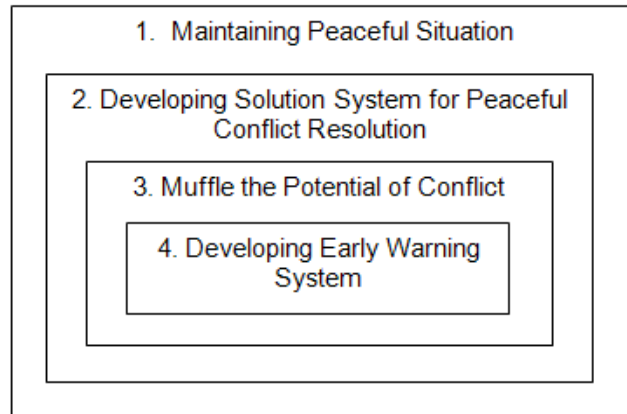 1. Maintaining Peaceful Situation
2. Developing Solution System for Peaceful
Conflict Resolution
3. Muffle the Potential of Conflict
4. Developing Early Warning
System